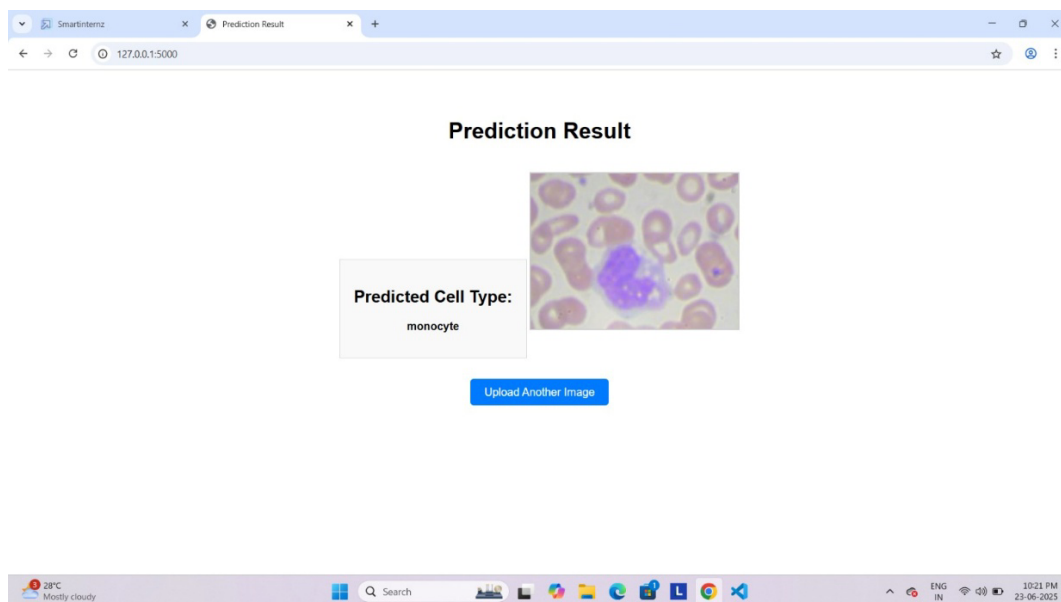 Smartinternz
Prediction Result
127.0.0.1:5000
Prediction Result
Predicted Cell Type:
monocyte
Upload Another Image
3
28°C
Mostly cloudy
Search
L
ENG
IN
10:21 PM
23-06-2025